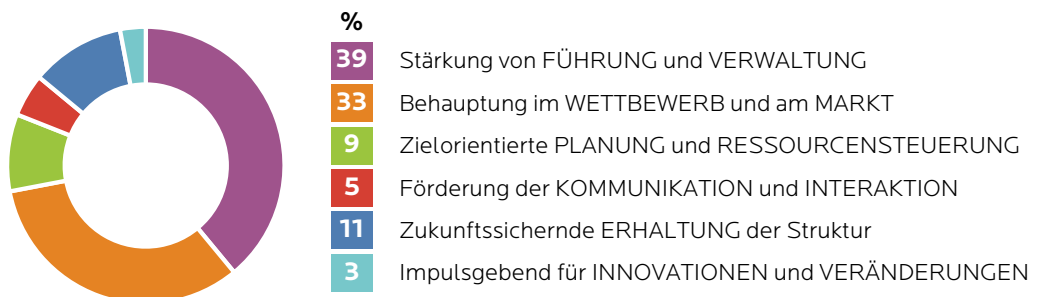 %
39 Stärkung von FÜHRUNG und VERWALTUNG
33 Behauptung im WETTBEWERB und am MARKT
9 Zielorientierte PLANUNG und RESSOURCENSTEUERUNG
5 Förderung der KOMMUNIKATION und INTERAKTION
11 Zukunftssichernde ERHALTUNG der Struktur
3 Impulsgebend für INNOVATIONEN und VERÄNDERUNGEN